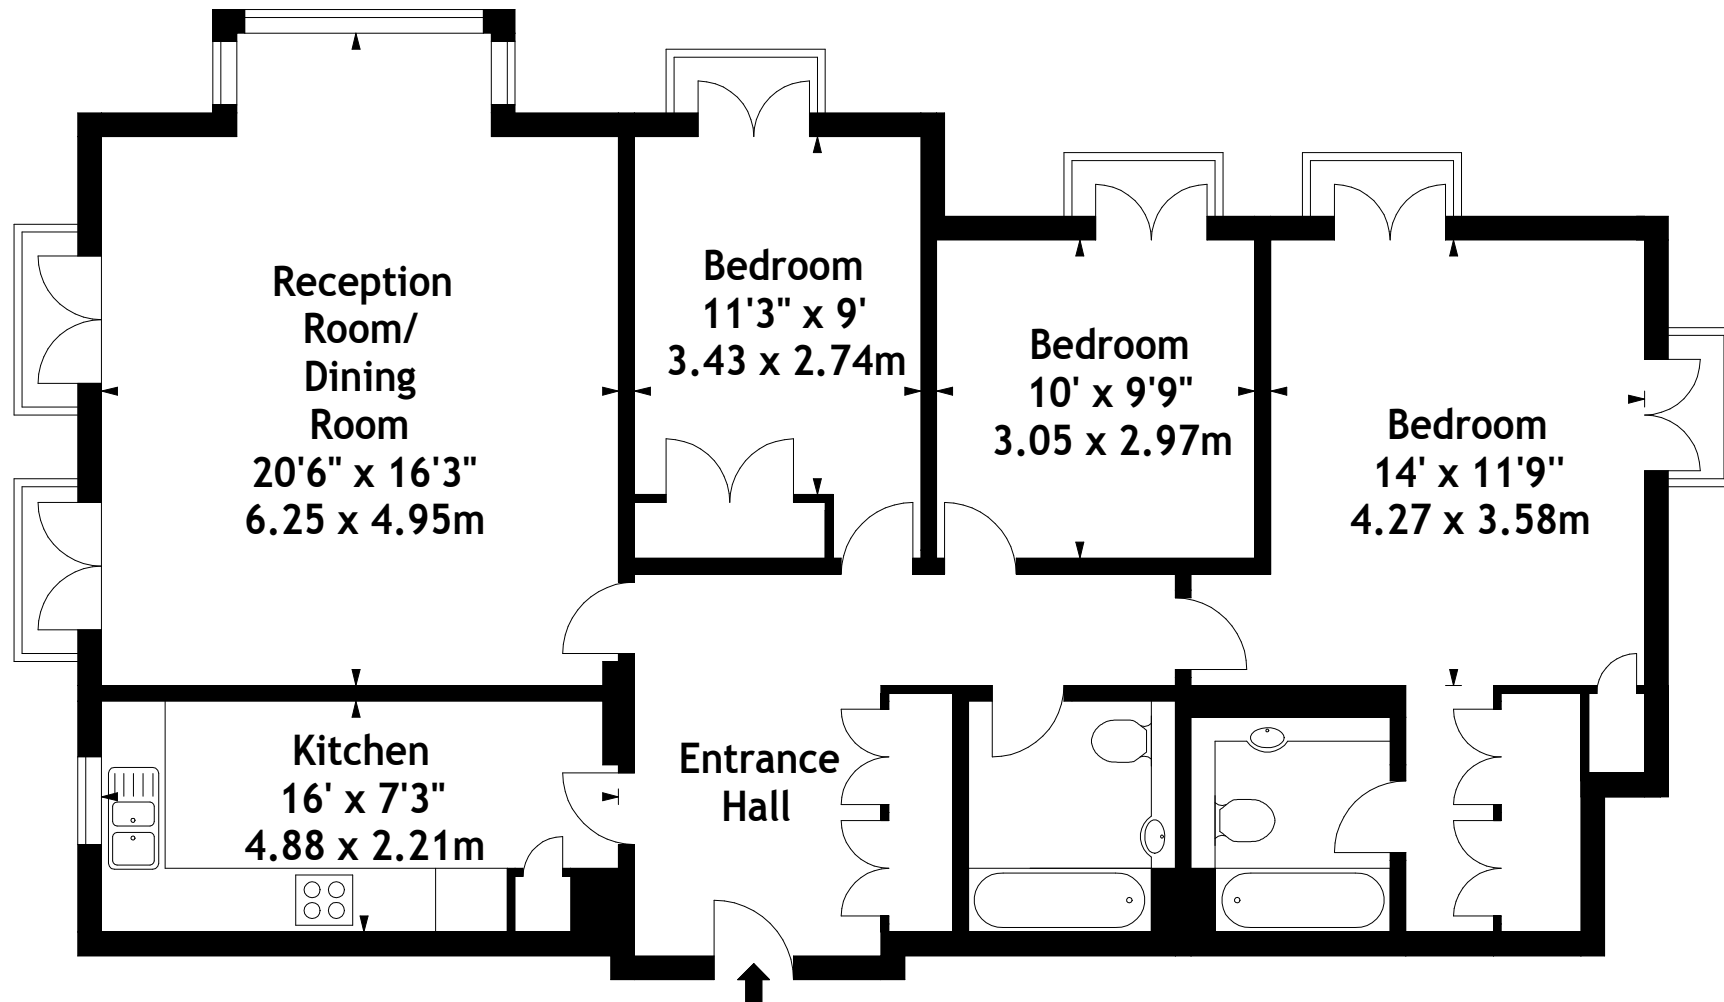 Reception
Room/
Dining
Room
20'6" x 16'3"
6.25 x 4.95m
Bedroom
11'3" x 9'
3.43 x 2.74m
Bedroom
10' x 9'9"
3.05 x 2.97m
Bedroom
14' x 11'9"
4.27 x 3.58m
Kitchen
16' x 7'3"
4.88 x 2.21m
Entrance
Hall